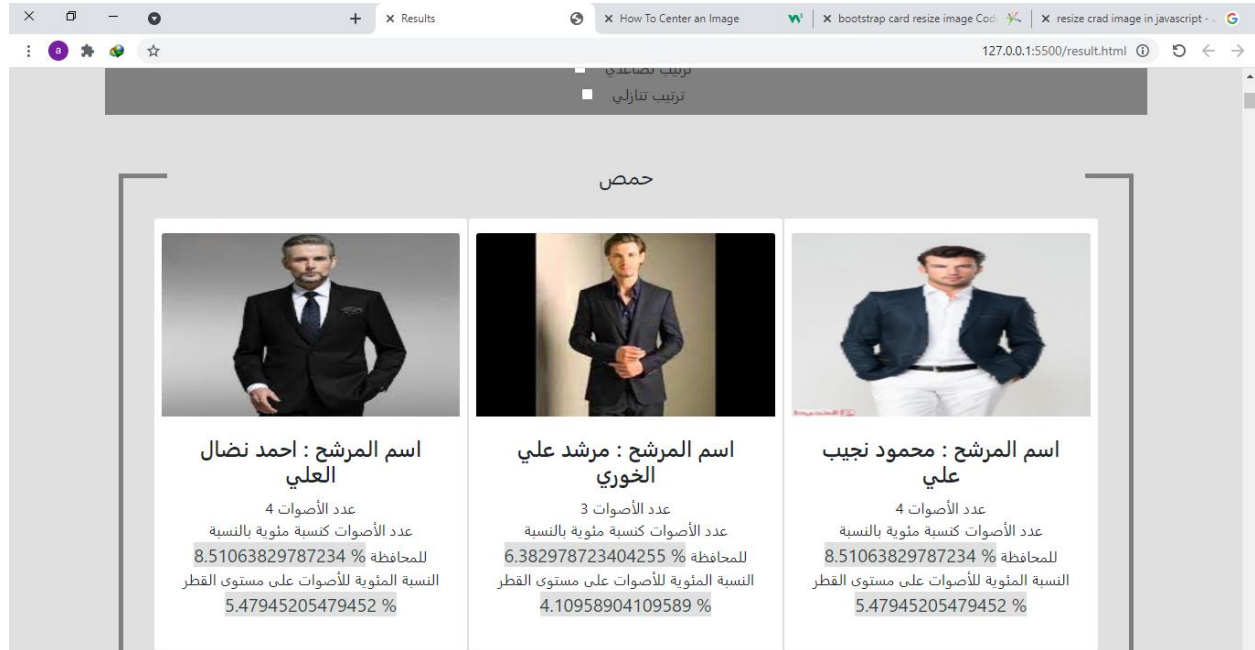 Results
How To Center an Image
bootstrap card resize image Cod
resize crad image in javascript -
a
127.0.0.1:5500/result.html
ترتيب تصاعدي
ترتيب تنازلي
حمص
اسم المرشح : محمود نجيب
علي
عدد الأصوات 4
عدد الأصوات كنسبة مئوية بالنسبة
للمحافظة 8.51063829787234 %
النسبة المئوية للأصوات على مستوى القطر
5.47945205479452 %
اسم المرشح : مرشد علي
الخوري
عدد الأصوات 3
عدد الأصوات كنسبة مئوية بالنسبة
للمحافظة 6.3829787234042555 %
النسبة المئوية للأصوات على مستوى القطر
4.10958904109589 %
اسم المرشح : احمد نضال
العلي
عدد الأصوات 4
عدد الأصوات كنسبة مئوية بالنسبة
للمحافظة 8.51063829787234 %
النسبة المئوية للأصوات على مستوى القطر
5.47945205479452 %